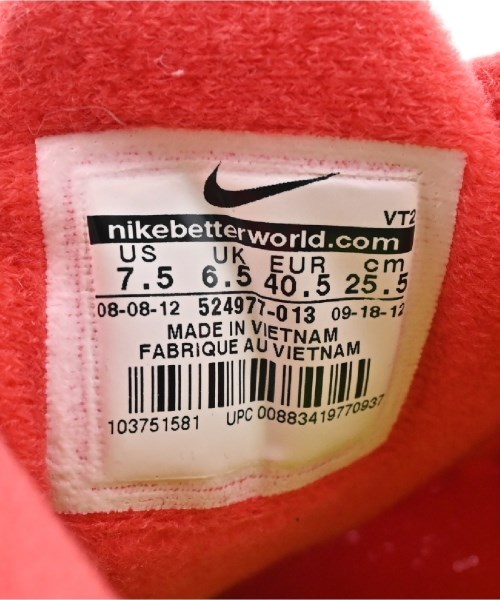 VT2
nikebetterworld.com
US UK EUR cm
7.5 6.5 40.5 25.5
08-08-12 524977-013 09-18-12
MADE IN VIETNAM
FABRIQUE AU VIETNAM
103751581 UPC 00883419770937